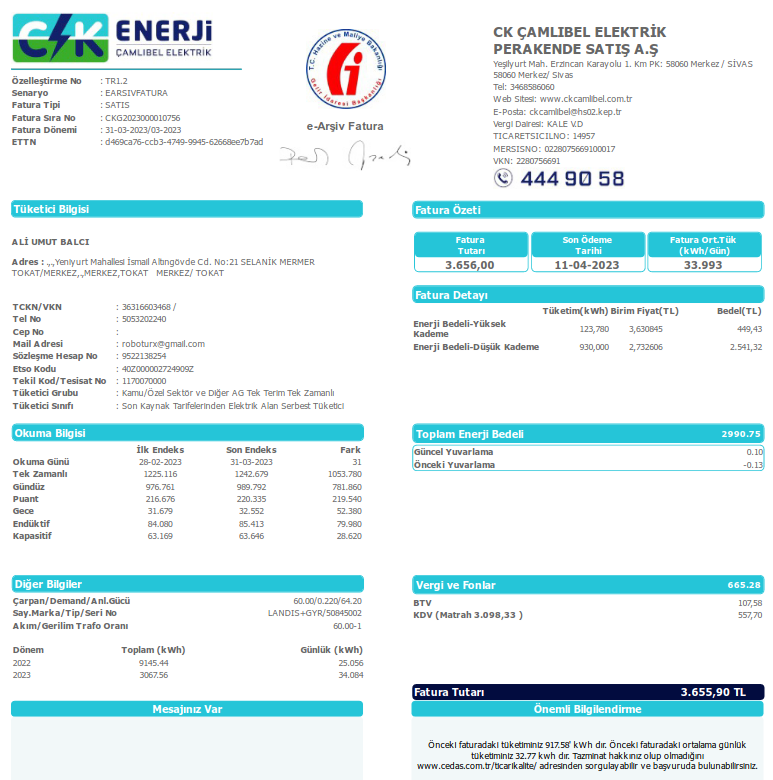 CK ENERJİ
ÇAMLIBEL ELEKTRİK
Özelleştirme No : TR1.2
Senaryo : EARSIVFATURA
Fatura Tipi : SATIS
Fatura Sıra No : CKG2023000010756
Fatura Dönemi : 31-03-2023/03-2023
ETTN : d469ca76-ccb3-4749-9945-62668ee7b7ad
T.C. Hazine ve Maliye Bakanlığı
Gelir İdaresi Başkanlığı
e-Arşiv Fatura
CK ÇAMLIBEL ELEKTRİK
PERAKENDE SATIŞ A.Ş
Yeşilyurt Mah. Erzincan Karayolu 1. Km PK: 58060 Merkez / SİVAS
58060 Merkez/ Sivas
Tel: 3468586060
Web Sitesi: www.ckcamlibel.com.tr
E-Posta: ckcamlibel@hs02.kep.tr
Vergi Dairesi: KALE V.D
TICARETSICILNO: 14957
MERSISNO: 0228075669100017
VKN: 2280756691
444 90 58
Tüketici Bilgisi
ALİ UMUT BALCI
Adres : .,.,Yeniyurt Mahallesi İsmail Altıngövde Cd. No:21 SELANİK MERMER
TOKAT/MERKEZ,.,MERKEZ,TOKAT MERKEZ/ TOKAT
TCKN/VKN : 36316603468 /
Tel No : 5053202240
Cep No :
Mail Adresi : roboturx@gmail.com
Sözleşme Hesap No : 9522138254
Etso Kodu : 40Z000002724909Z
Tekil Kod/Tesisat No : 1170070000
Tüketici Grubu : Kamu/Özel Sektör ve Diğer AG Tek Terim Tek Zamanlı
Tüketici Sınıfı : Son Kaynak Tarifelerinden Elektrik Alan Serbest Tüketici
Fatura Özeti
Fatura Tutarı Son Ödeme Tarihi Fatura Ort.Tük (kWh/Gün)
3.656,00 11-04-2023 33.993
Fatura Detayı
Tüketim(kWh) Birim Fiyat(TL) Bedel(TL)
Enerji Bedeli-Yüksek Kademe 123,780 3,630845 449,43
Enerji Bedeli-Düşük Kademe 930,000 2,732606 2.541,32
Okuma Bilgisi
İlk Endeks Son Endeks Fark
Okuma Günü 28-02-2023 31-03-2023 31
Tek Zamanlı 1225.116 1242.679 1053.780
Gündüz 976.761 989.792 781.860
Puant 216.676 220.335 219.540
Gece 31.679 32.552 52.380
Endüktif 84.080 85.413 79.980
Kapasitif 63.169 63.646 28.620
Toplam Enerji Bedeli 2990.75
Güncel Yuvarlama 0.10
Önceki Yuvarlama -0.13
Diğer Bilgiler
Çarpan/Demand/Anl.Gücü 60.00/0.220/64.20
Say.Marka/Tip/Seri No LANDIS+GYR/50845002
Akım/Gerilim Trafo Oranı 60.00-1
Dönem Toplam (kWh) Günlük (kWh)
2022 9145.44 25.056
2023 3067.56 34.084
Vergi ve Fonlar 665.28
BTV 107,58
KDV (Matrah 3.098,33 ) 557,70
Fatura Tutarı 3.655,90 TL
Mesajınız Var
Önemli Bilgilendirme
Önceki faturadaki tüketiminiz 917.58' kWh dır. Önceki faturadaki ortalama günlük
tüketiminiz 32.77 kwh dır. Tazminat hakkınız olup olmadığını
www.cedas.com.tr/ticarikalite/ adresinden sorgulayabilir ve başvuruda bulunabilirsiniz.